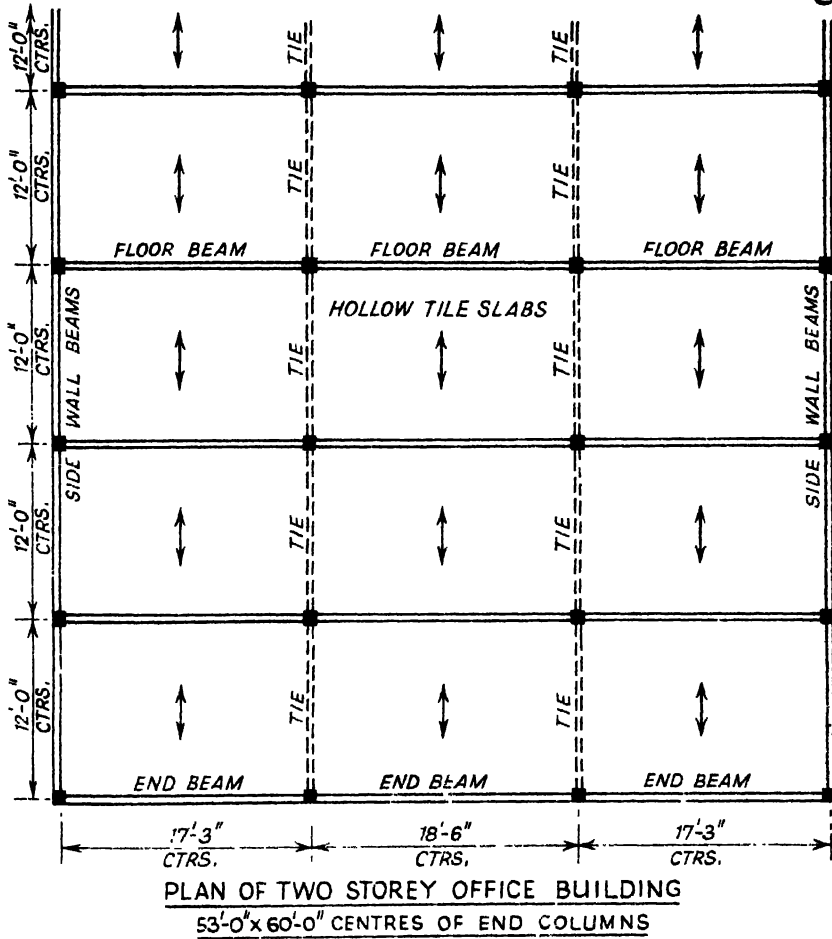 12'-0"
CTRS.
TIE
TIE
12'-0"
CTRS.
TIE
TIE
FLOOR BEAM
FLOOR BEAM
FLOOR BEAM
12'-0"
CTRS.
SIDE WALL BEAMS
HOLLOW TILE SLABS
TIE
TIE
SIDE WALL BEAMS
12'-0"
CTRS.
TIE
TIE
12'-0"
CTRS.
TIE
TIE
END BEAM
END BEAM
END BEAM
17'-3"
CTRS.
18'-6"
CTRS.
17'-3"
CTRS.
PLAN OF TWO STOREY OFFICE BUILDING
53'-0" x 60'-0" CENTRES OF END COLUMNS